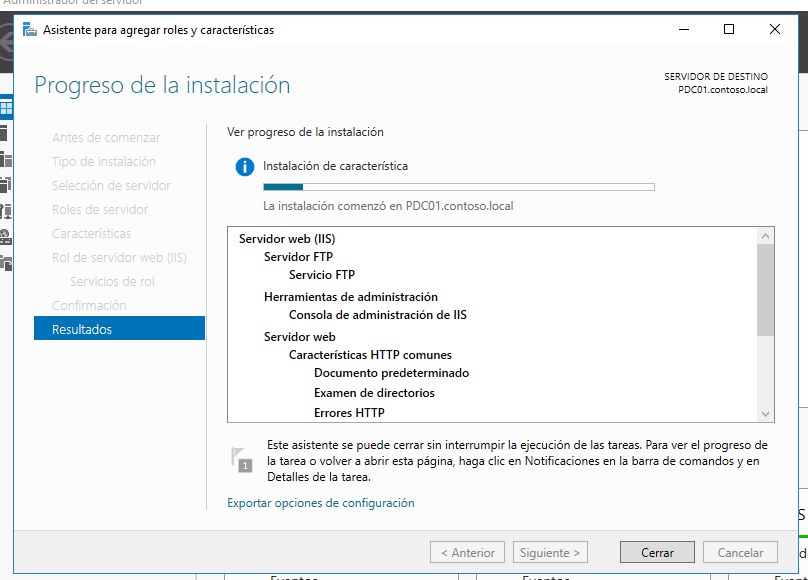 Administrador del servidor
Asistente para agregar roles y características
Progreso de la instalación
SERVIDOR DE DESTINO
PDC01.contoso.local
Antes de comenzar
Tipo de instalación
Selección de servidor
Roles de servidor
Características
Rol de servidor web (IIS)
Servicios de rol
Confirmación
Resultados
Ver progreso de la instalación
Instalación de característica
La instalación comenzó en PDC01.contoso.local
Servidor web (IIS)
Servidor FTP
Servicio FTP
Herramientas de administración
Consola de administración de IIS
Servidor web
Características HTTP comunes
Documento predeterminado
Examen de directorios
Errores HTTP
1
Este asistente se puede cerrar sin interrumpir la ejecución de las tareas. Para ver el progreso de
la tarea o volver a abrir esta página, haga clic en Notificaciones en la barra de comandos y en
Detalles de la tarea.
Exportar opciones de configuración
< Anterior
Siguiente >
Cerrar
Cancelar
Eventos
Eventos